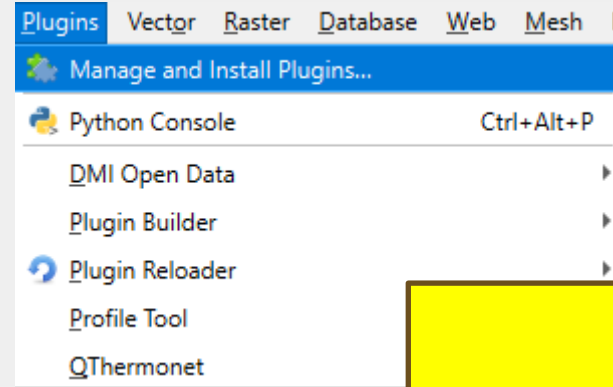 Plugins Vector Raster Database Web Mesh
Manage and Install Plugins...
Python Console Ctrl+Alt+P
DMI Open Data
Plugin Builder
Plugin Reloader
Profile Tool
QThermonet